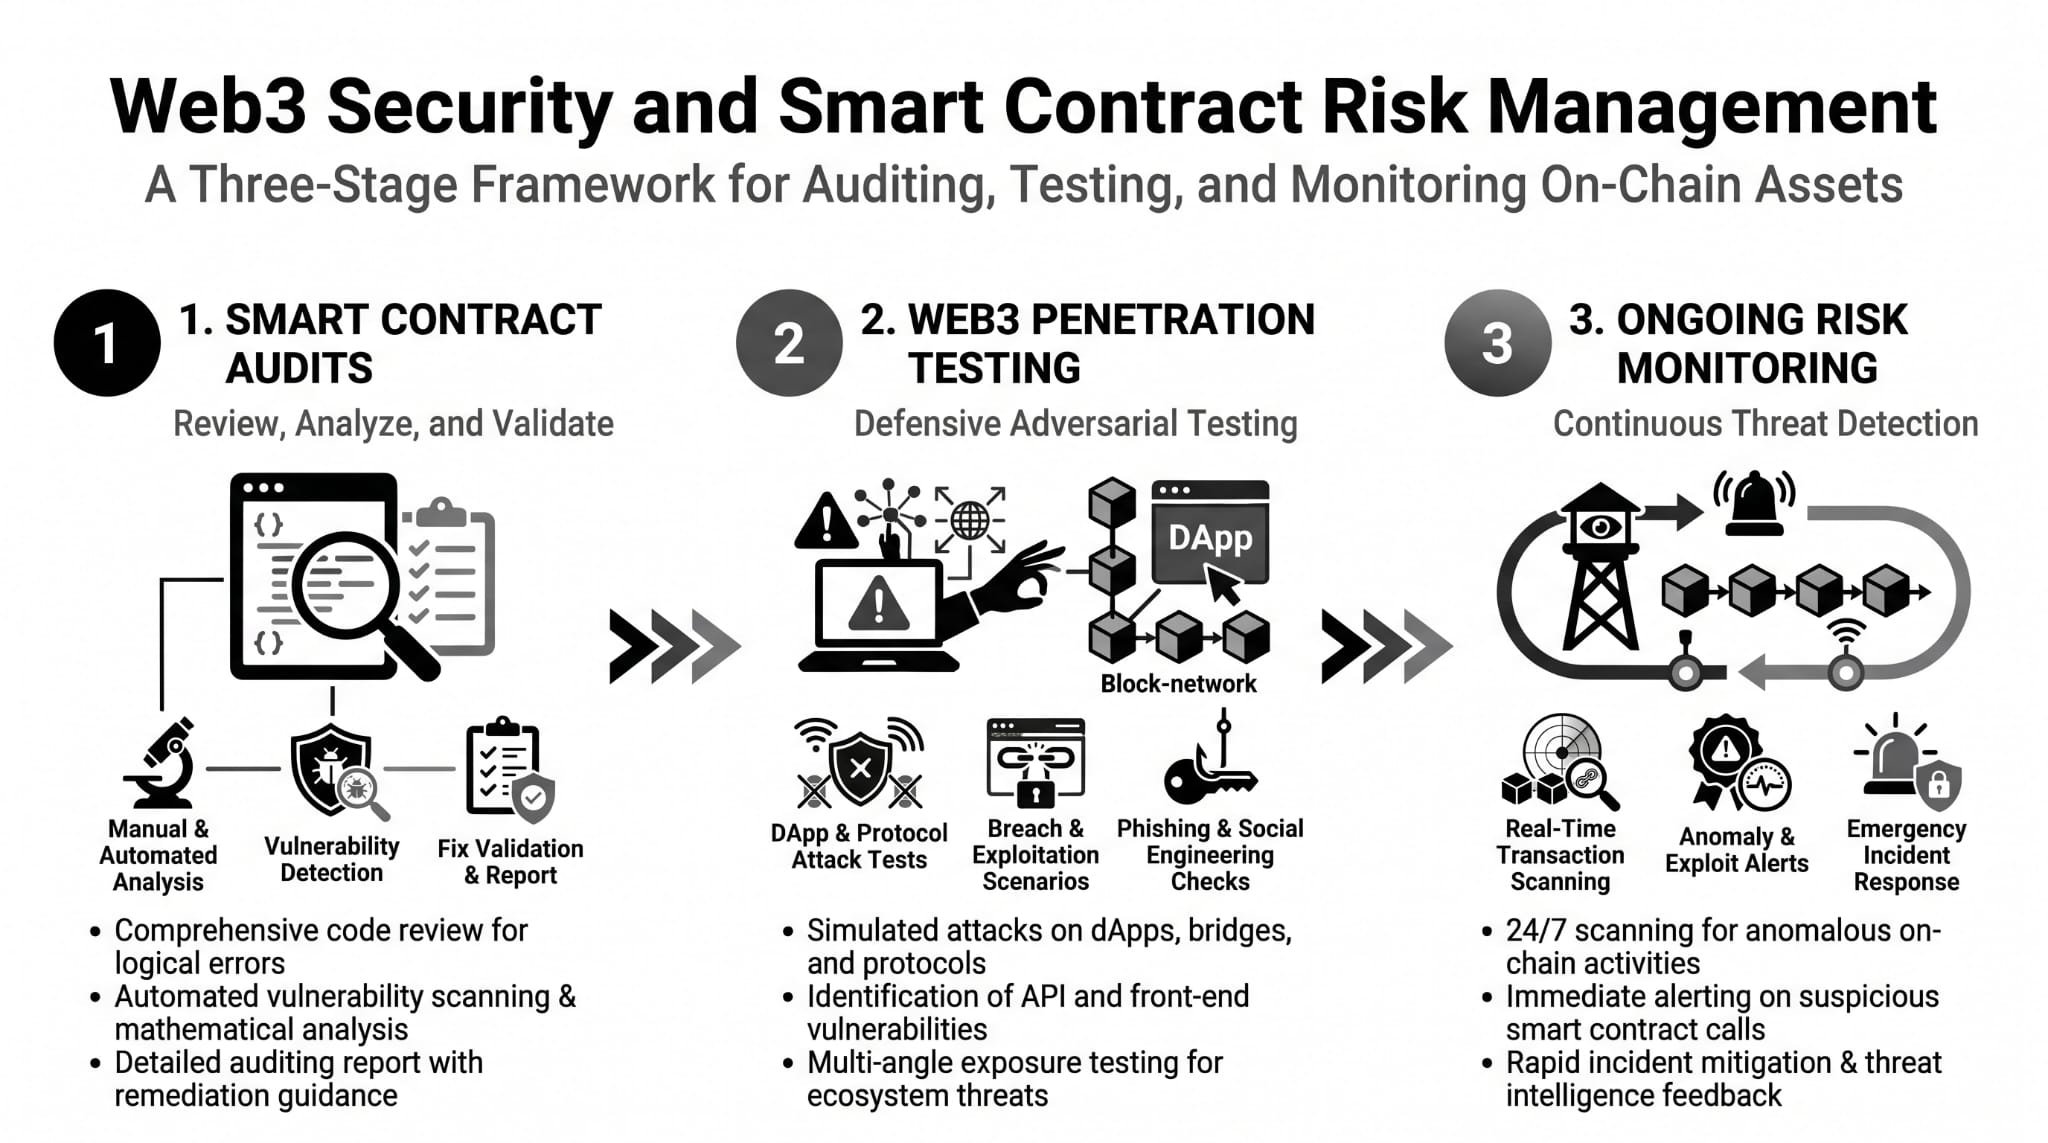 Web3 Security and Smart Contract Risk Management
A Three-Stage Framework for Auditing, Testing, and Monitoring On-Chain Assets
1
1. SMART CONTRACT
AUDITS
Review, Analyze, and Validate
{}
{}
Manual &
Automated
Analysis
Vulnerability
Detection
Fix Validation
& Report
• Comprehensive code review for
logical errors
• Automated vulnerability scanning &
mathematical analysis
• Detailed auditing report with
remediation guidance
2
2. WEB3 PENETRATION
TESTING
Defensive Adversarial Testing
DApp
Block-network
DApp & Protocol
Attack Tests
Breach &
Exploitation
Scenarios
Phishing & Social
Engineering
Checks
• Simulated attacks on dApps, bridges,
and protocols
• Identification of API and front-end
vulnerabilities
• Multi-angle exposure testing for
ecosystem threats
3
3. ONGOING RISK
MONITORING
Continuous Threat Detection
Real-Time
Transaction
Scanning
Anomaly &
Exploit Alerts
Emergency
Incident
Response
• 24/7 scanning for anomalous on-
chain activities
• Immediate alerting on suspicious
smart contract calls
• Rapid incident mitigation & threat
intelligence feedback